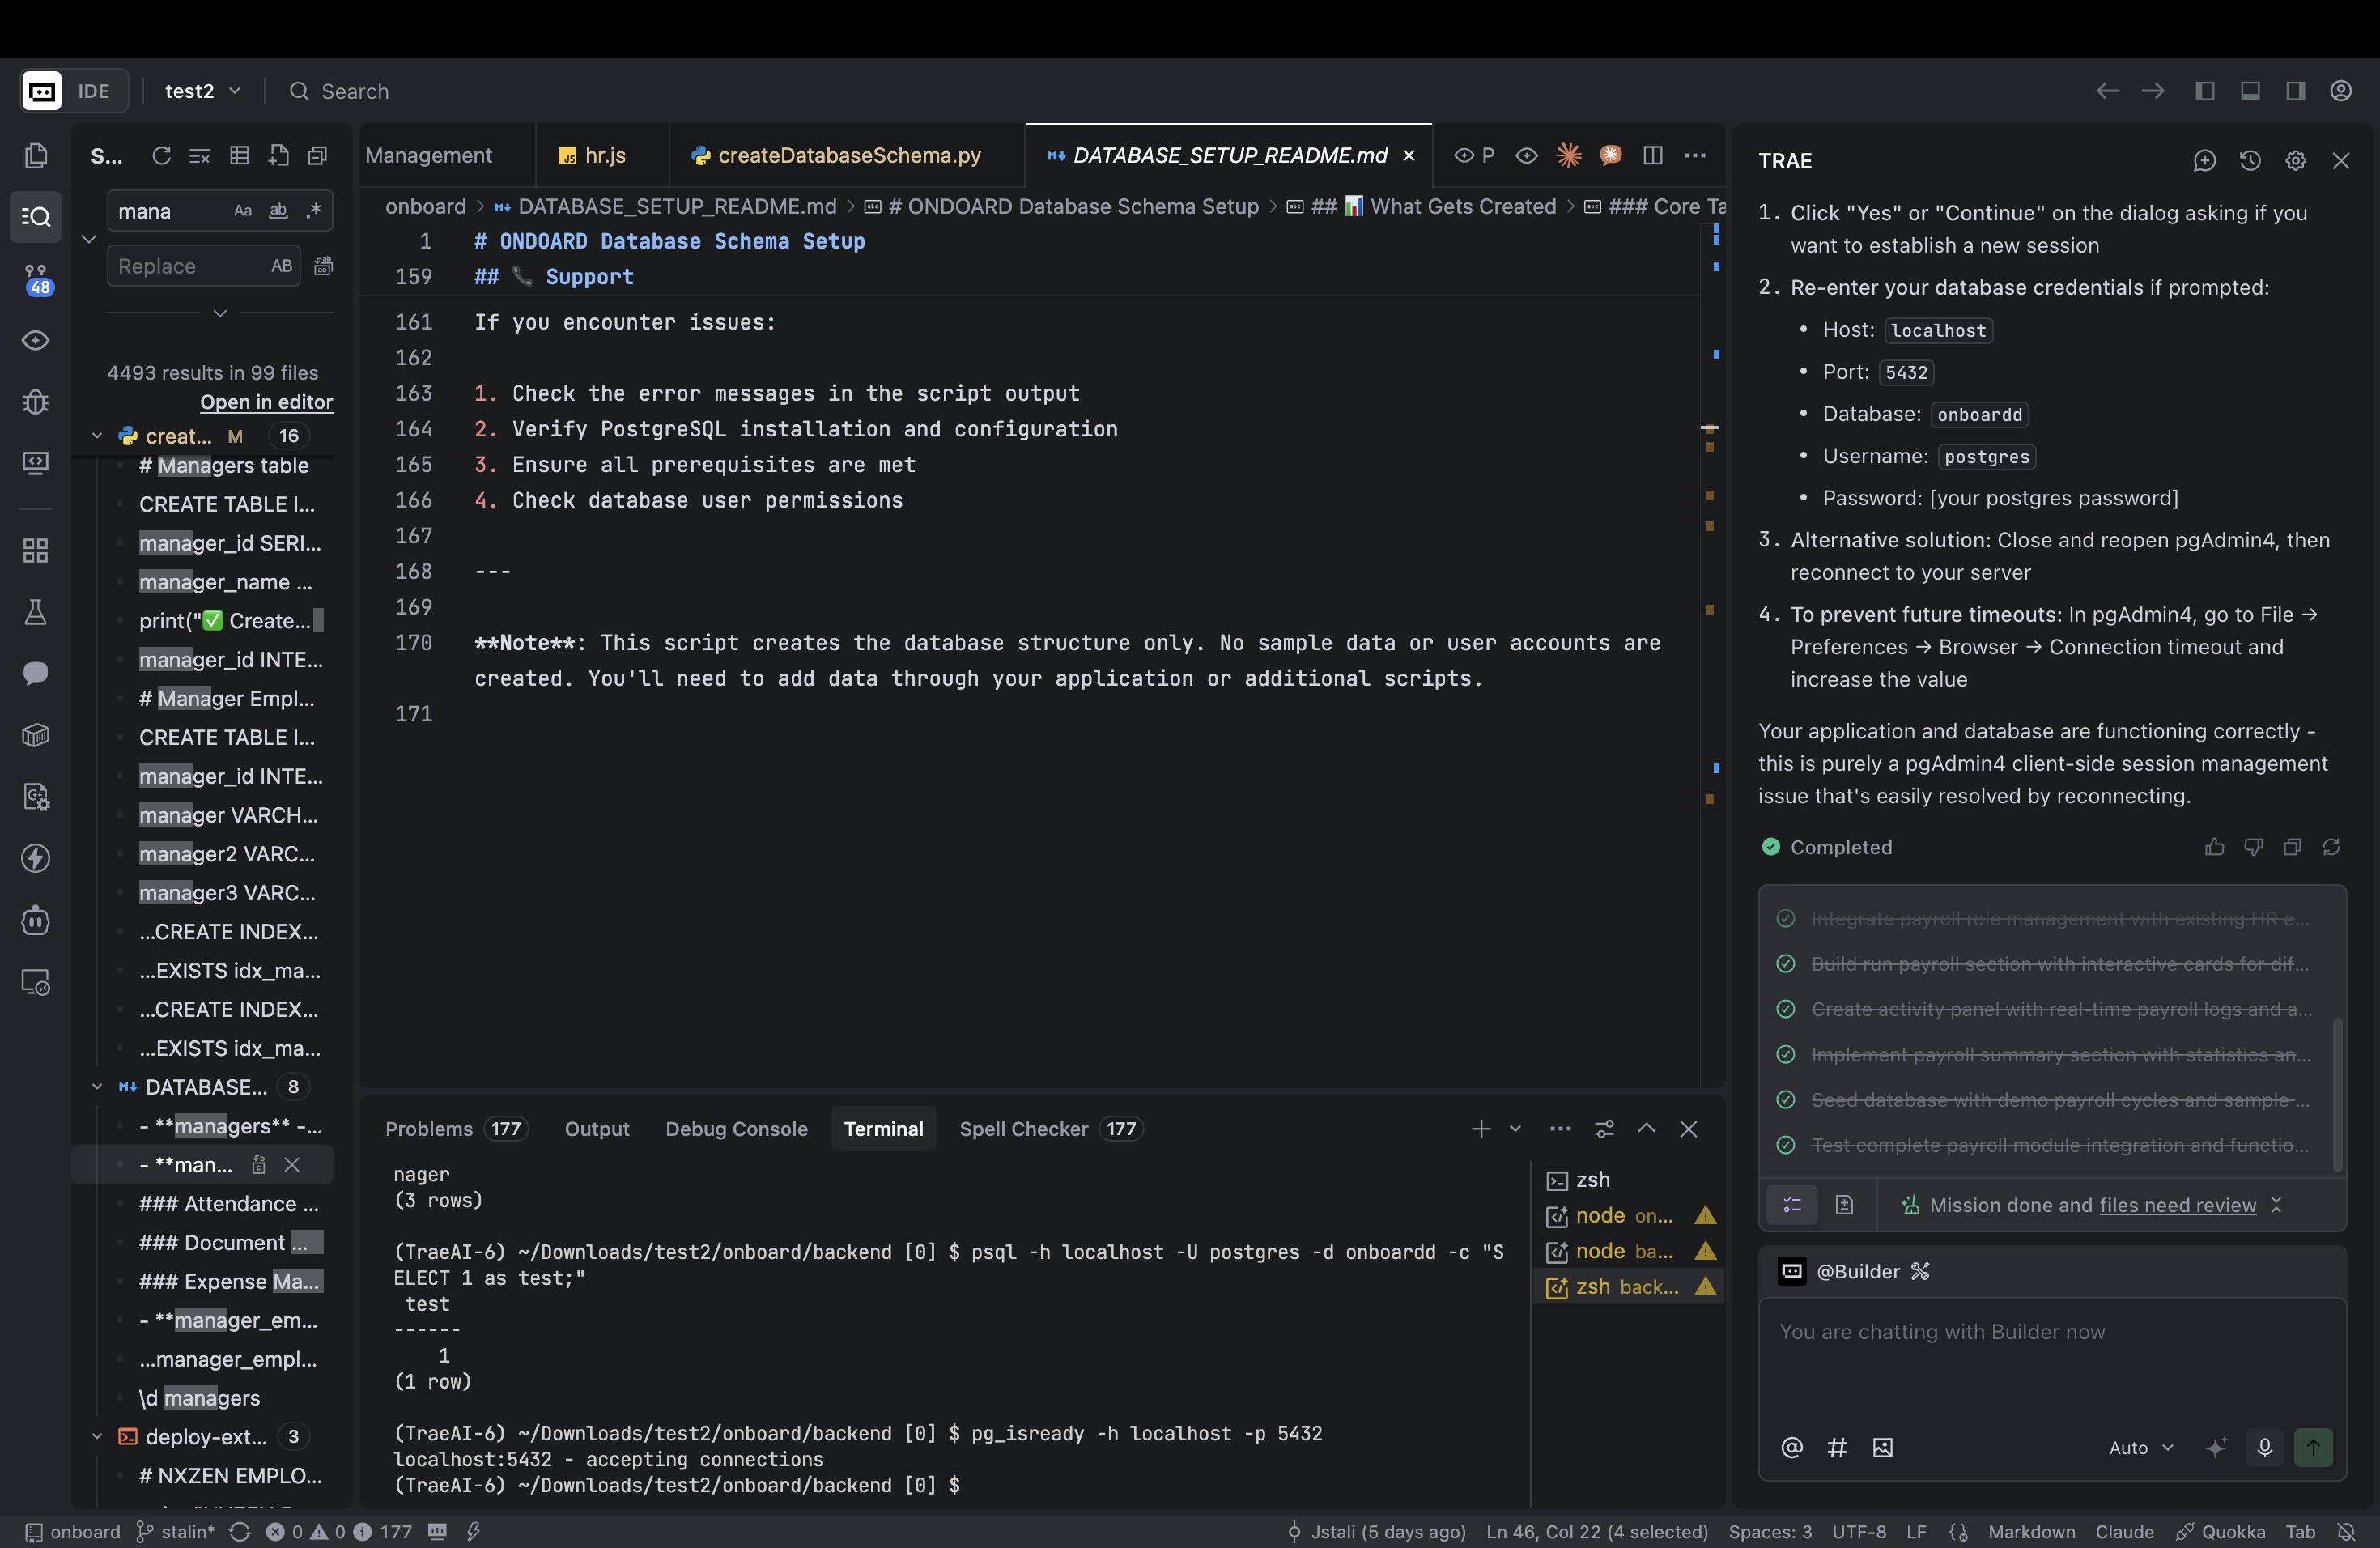 IDE
test2
Search
S...
mana
Aa
ab
.*
Replace
AB
4493 results in 99 files
Open in editor
creat... M 16
# Managers table
CREATE TABLE I...
manager_id SERI...
manager_name ...
print("✅ Create...
manager_id INTE...
# Manager Empl...
CREATE TABLE I...
manager_id INTE...
manager VARCH...
manager2 VARC...
manager3 VARC...
...CREATE INDEX...
...EXISTS idx_ma...
...CREATE INDEX...
...EXISTS idx_ma...
DATABASE... 8
- **managers** -...
- **man...
### Attendance ...
### Document ...
### Expense Ma...
- **manager_em...
...manager_empl...
\d managers
deploy-ext... 3
# NXZEN EMPLO...
48
Management
hr.js
createDatabaseSchema.py
DATABASE_SETUP_README.md
P
onboard > DATABASE_SETUP_README.md > # ONDOARD Database Schema Setup > ## 📊 What Gets Created > ### Core Ta
1 # ONDOARD Database Schema Setup
159 ## 📞 Support
161 If you encounter issues:
162
163 1. Check the error messages in the script output
164 2. Verify PostgreSQL installation and configuration
165 3. Ensure all prerequisites are met
166 4. Check database user permissions
167
168 ---
169
170 **Note**: This script creates the database structure only. No sample data or user accounts are
created. You'll need to add data through your application or additional scripts.
171
Problems 177 Output Debug Console Terminal Spell Checker 177
nager
(3 rows)
(TraeAI-6) ~/Downloads/test2/onboard/backend [0] $ psql -h localhost -U postgres -d onboardd -c "S
ELECT 1 as test;"
test
------
1
(1 row)
(TraeAI-6) ~/Downloads/test2/onboard/backend [0] $ pg_isready -h localhost -p 5432
localhost:5432 - accepting connections
(TraeAI-6) ~/Downloads/test2/onboard/backend [0] $
zsh
node on...
node ba...
zsh back...
TRAE
1. Click "Yes" or "Continue" on the dialog asking if you
want to establish a new session
2. Re-enter your database credentials if prompted:
• Host: localhost
• Port: 5432
• Database: onboardd
• Username: postgres
• Password: [your postgres password]
3. Alternative solution: Close and reopen pgAdmin4, then
reconnect to your server
4. To prevent future timeouts: In pgAdmin4, go to File →
Preferences → Browser → Connection timeout and
increase the value
Your application and database are functioning correctly -
this is purely a pgAdmin4 client-side session management
issue that's easily resolved by reconnecting.
Completed
Integrate payroll role management with existing HR e...
Build run payroll section with interactive cards for dif...
Create activity panel with real-time payroll logs and a...
Implement payroll summary section with statistics an...
Seed database with demo payroll cycles and sample ...
Test complete payroll module integration and functio...
Mission done and files need review
@Builder
You are chatting with Builder now
Auto
onboard stalin* 0 0 177
Jstali (5 days ago) Ln 46, Col 22 (4 selected) Spaces: 3 UTF-8 LF Markdown Claude Quokka Tab